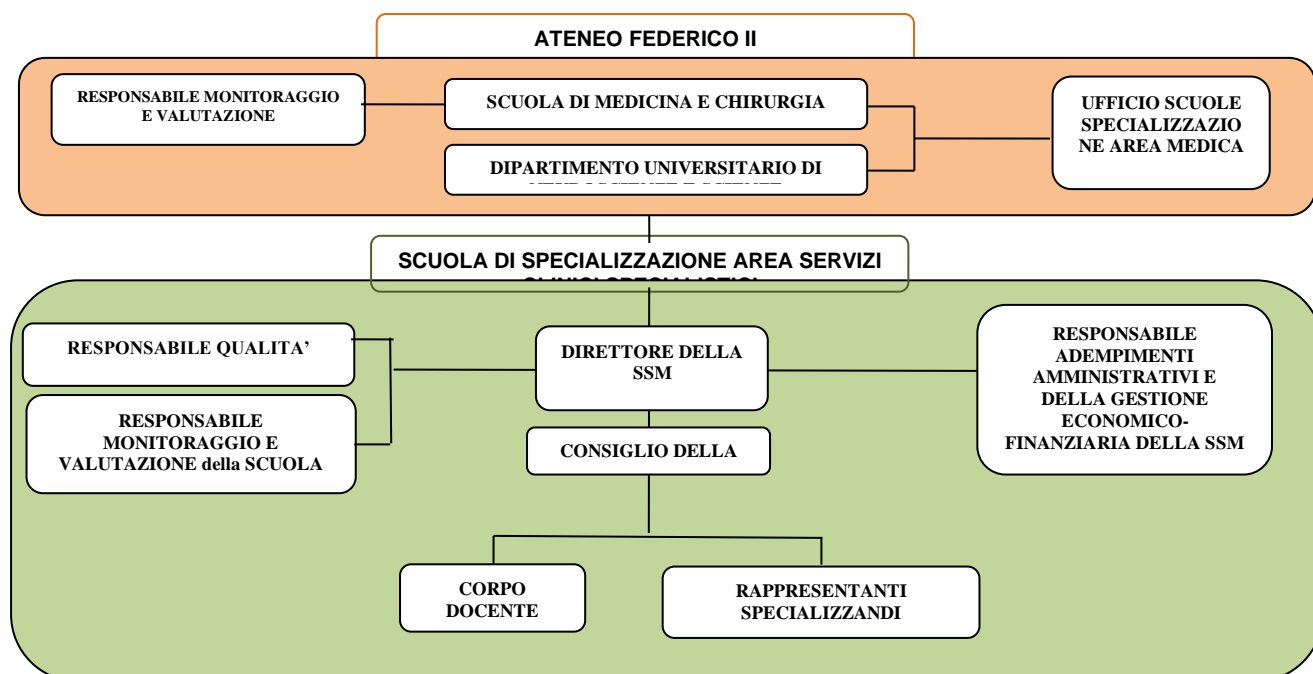 ATENEO FEDERICO II
RESPONSABILE MONITORAGGIO
E VALUTAZIONE
SCUOLA DI MEDICINA E CHIRURGIA
UFFICIO SCUOLE
SPECIALIZZAZIO
NE AREA MEDICA
DIPARTIMENTO UNIVERSITARIO DI
SCUOLA DI SPECIALIZZAZIONE AREA SERVIZI
CLINICI SPECIALISTICI
RESPONSABILE QUALITA’
DIRETTORE DELLA
SSM
RESPONSABILE
ADEMPIMENTI
AMMINISTRATIVI E
DELLA GESTIONE
ECONOMICO-
FINANZIARIA DELLA SSM
RESPONSABILE
MONITORAGGIO E
VALUTAZIONE della SCUOLA
CONSIGLIO DELLA
CORPO
DOCENTE
RAPPRESENTANTI
SPECIALIZZANDI